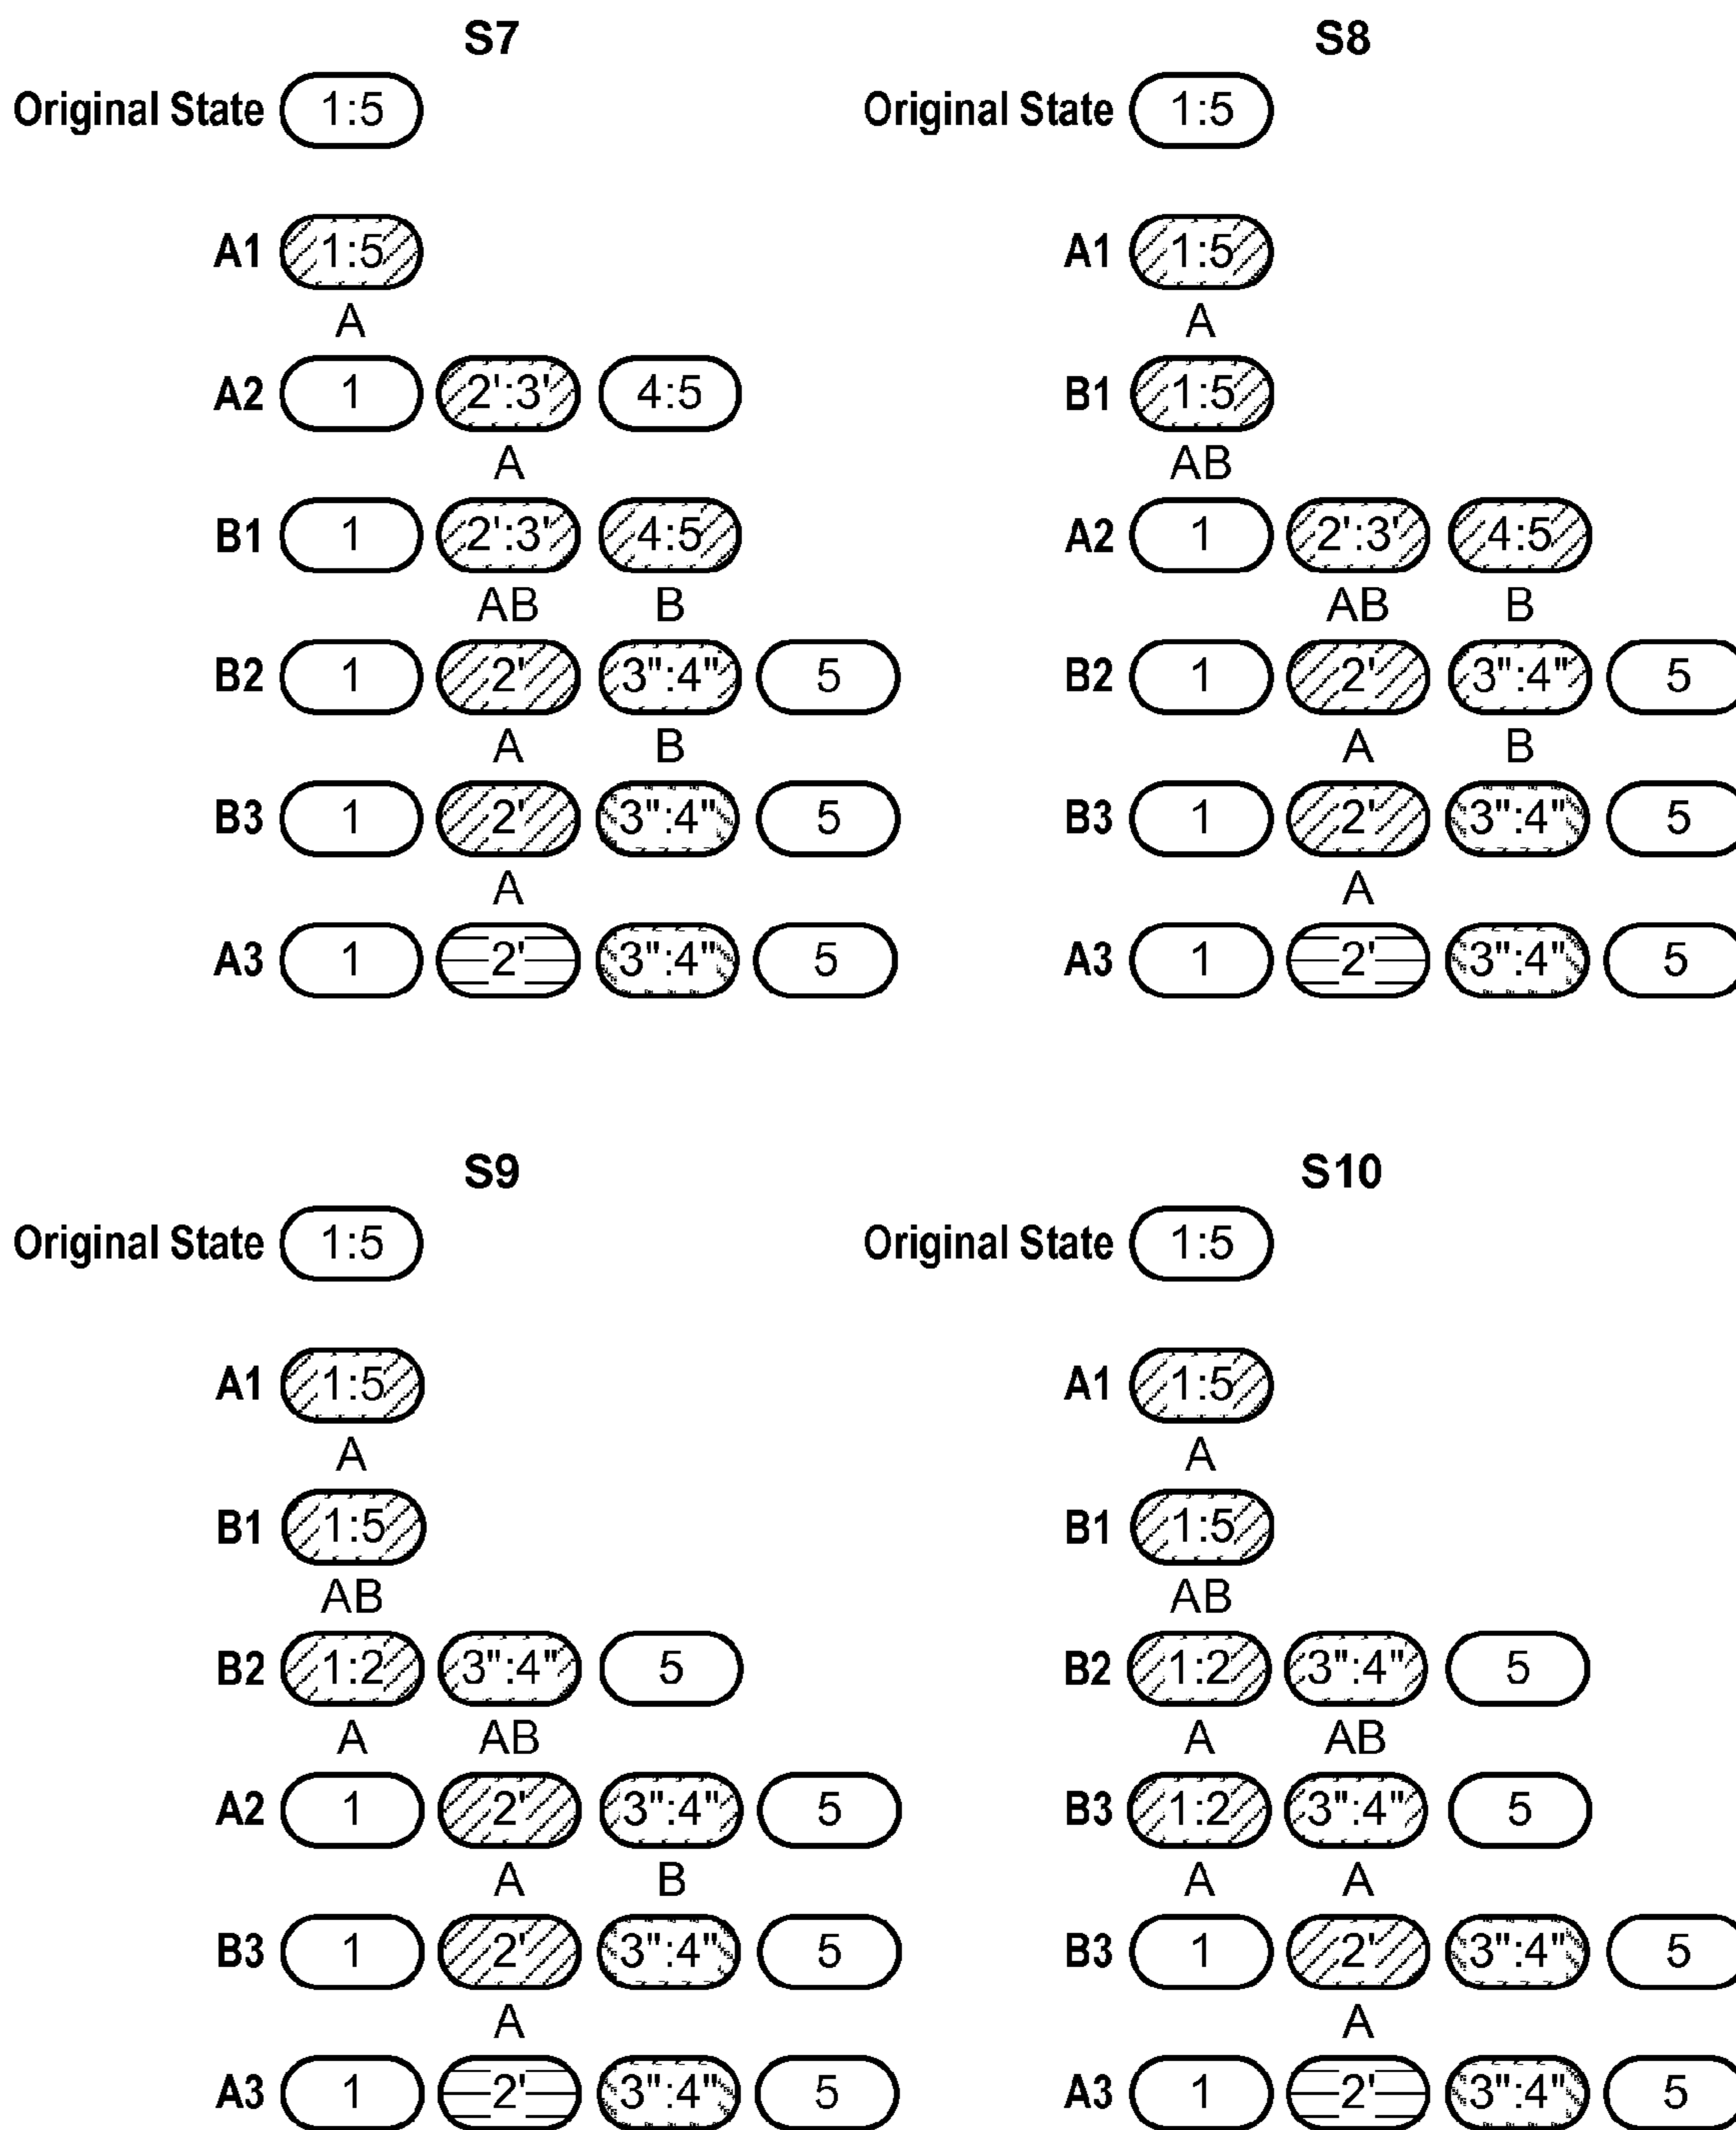 S7
Original State 1:5
A1 1:5
A
A2 1 2':3' 4:5
A
B1 1 2':3' 4:5
AB B
B2 1 2' 3":4" 5
A B
B3 1 2' 3":4" 5
A
A3 1 2' 3":4" 5
S8
Original State 1:5
A1 1:5
A
B1 1:5
AB
A2 1 2':3' 4:5
AB B
B2 1 2' 3":4" 5
A B
B3 1 2' 3":4" 5
A
A3 1 2' 3":4" 5
S9
Original State 1:5
A1 1:5
A
B1 1:5
AB
B2 1:2 3":4" 5
A AB
A2 1 2' 3":4" 5
A B
B3 1 2' 3":4" 5
A
A3 1 2' 3":4" 5
S10
Original State 1:5
A1 1:5
A
B1 1:5
AB
B2 1:2 3":4" 5
A AB
B3 1:2 3":4" 5
A A
B3 1 2' 3":4" 5
A
A3 1 2' 3":4" 5